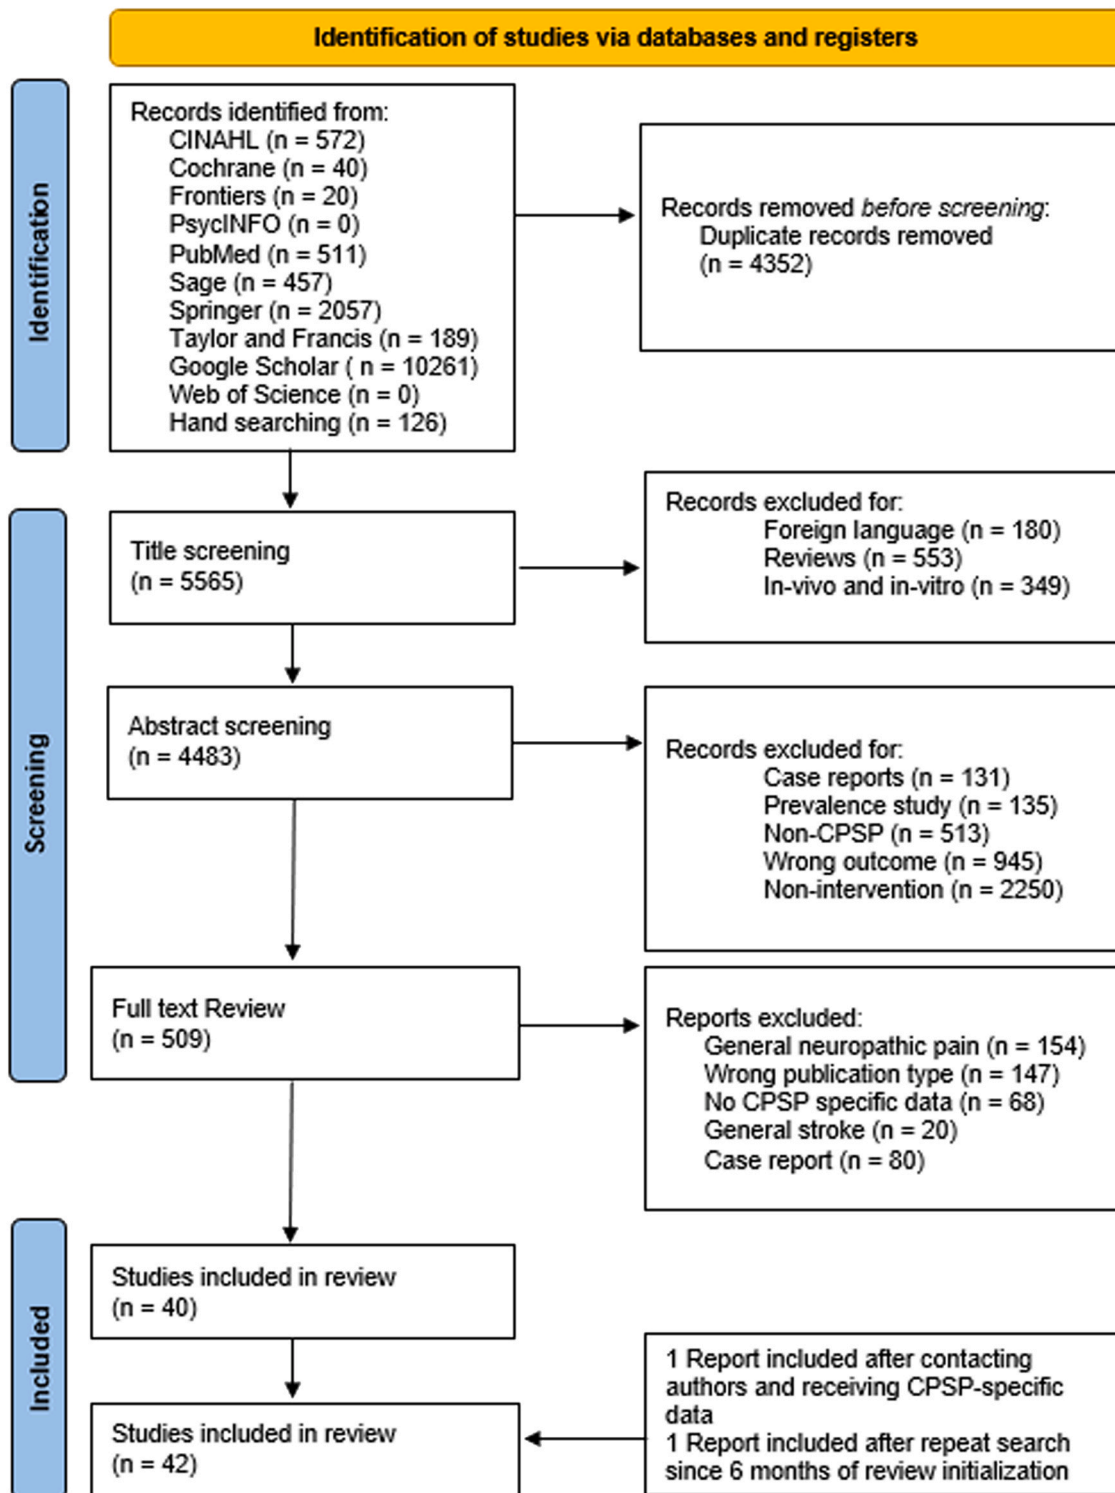 Identification of studies via databases and registers
Identification
Records identified from:
CINAHL (n = 572)
Cochrane (n = 40)
Frontiers (n = 20)
PsycINFO (n = 0)
PubMed (n = 511)
Sage (n = 457)
Springer (n = 2057)
Taylor and Francis (n = 189)
Google Scholar ( n = 10261)
Web of Science (n = 0)
Hand searching (n = 126)
Records removed before screening:
Duplicate records removed
(n = 4352)
Screening
Title screening
(n = 5565)
Records excluded for:
Foreign language (n = 180)
Reviews (n = 553)
In-vivo and in-vitro (n = 349)
Abstract screening
(n = 4483)
Records excluded for:
Case reports (n = 131)
Prevalence study (n = 135)
Non-CPSP (n = 513)
Wrong outcome (n = 945)
Non-intervention (n = 2250)
Full text Review
(n = 509)
Reports excluded:
General neuropathic pain (n = 154)
Wrong publication type (n = 147)
No CPSP specific data (n = 68)
General stroke (n = 20)
Case report (n = 80)
Included
Studies included in review
(n = 40)
1 Report included after contacting
authors and receiving CPSP-specific
data
1 Report included after repeat search
since 6 months of review initialization
Studies included in review
(n = 42)